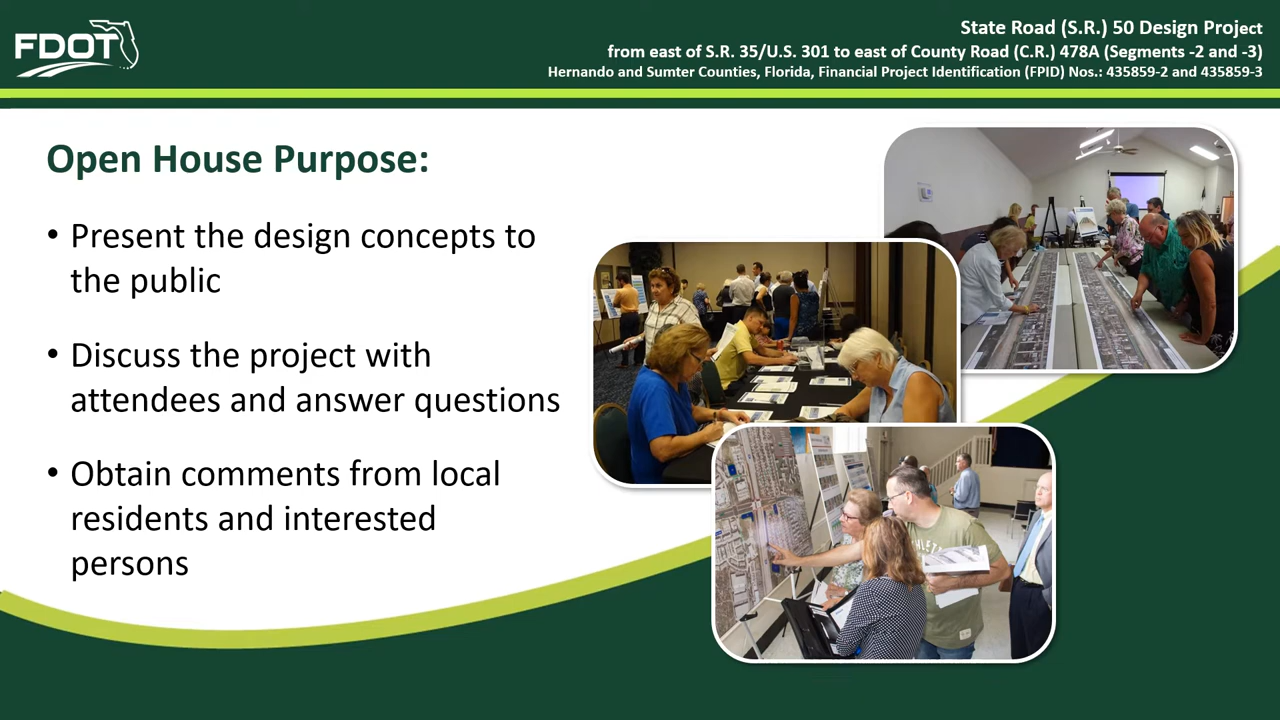 FDOT
State Road (S.R.) 50 Design Project
from east of S.R. 35/U.S. 301 to east of County Road (C.R.) 478A (Segments -2 and -3)
Hernando and Sumter Counties, Florida, Financial Project Identification (FPID) Nos.: 435859-2 and 435859-3
Open House Purpose:
• Present the design concepts to
the public
• Discuss the project with
attendees and answer questions
• Obtain comments from local
residents and interested
persons